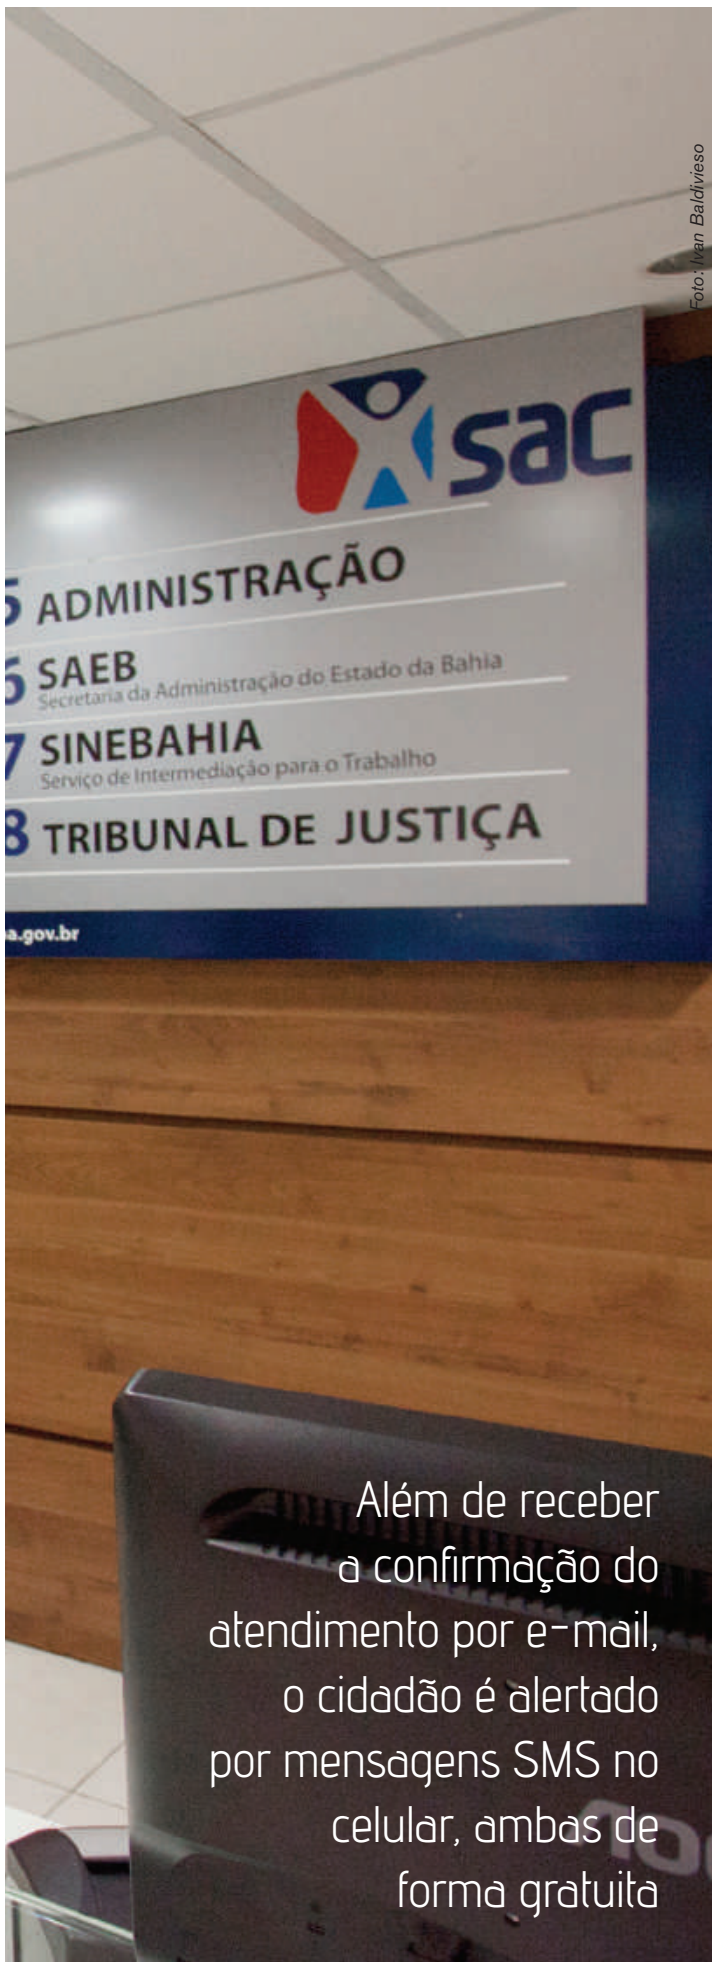 Foto: Ivan Baldivieso
sac
5 ADMINISTRAÇÃO
6 SAEB
Secretaria da Administração do Estado da Bahia
7 SINEBAHIA
Serviço de Intermediação para o Trabalho
8 TRIBUNAL DE JUSTIÇA
a.gov.br
Além de receber
a confirmação do
atendimento por e-mail,
o cidadão é alertado
por mensagens SMS no
celular, ambas de
forma gratuita